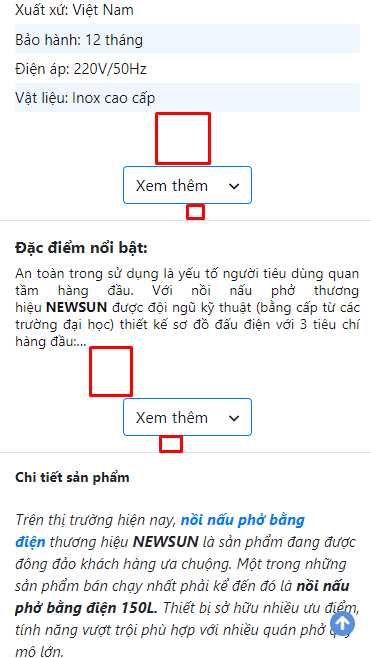 Xuất xứ: Việt Nam
Bảo hành: 12 tháng
Điện áp: 220V/50Hz
Vật liệu: Inox cao cấp
Xem thêm
Đặc điểm nổi bật:
An toàn trong sử dụng là yếu tố người tiêu dùng quan
tầm hàng đầu. Với nồi nấu phở thương
hiệu NEWSUN được đội ngũ kỹ thuật (bằng cấp từ các
trường đại học) thiết kế sơ đồ đấu điện với 3 tiêu chí
hàng đầu:...
Xem thêm
Chi tiết sản phẩm
Trên thị trường hiện nay, nồi nấu phở bằng
điện thương hiệu NEWSUN là sản phẩm đang được
đông đảo khách hàng ưa chuộng. Một trong những
sản phẩm bán chạy nhất phải kể đến đó là nồi nấu
phở bằng điện 150L. Thiết bị sở hữu nhiều ưu điểm,
tính năng vượt trội phù hợp với nhiều quán phở quy
mô lớn.